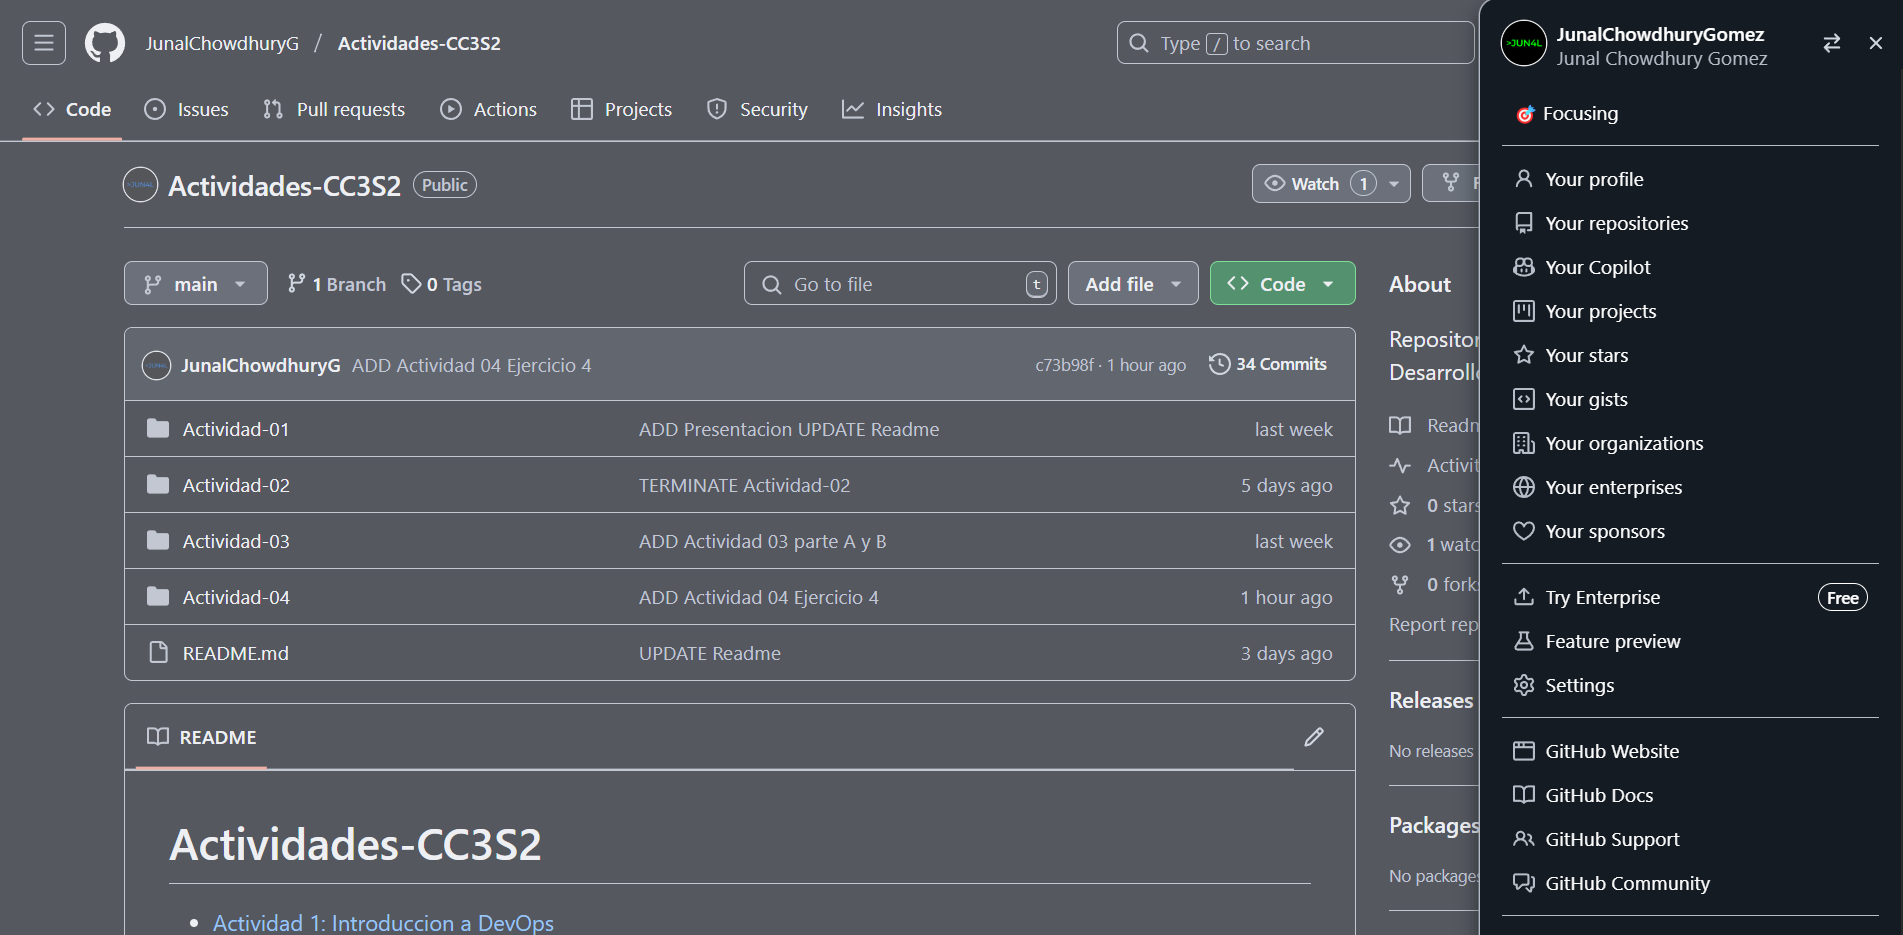 JunalChowdhuryG / Actividades-CC3S2
Type / to search
>JUN4L
JunalChowdhuryGomez
Junal Chowdhury Gomez
Code Issues Pull requests Actions Projects Security Insights
Focusing
Actividades-CC3S2 Public
Watch 1
F
main 1 Branch 0 Tags
Go to file t
Add file
Code
JunalChowdhuryG ADD Actividad 04 Ejercicio 4 c73b98f · 1 hour ago 34 Commits
Actividad-01 ADD Presentacion UPDATE Readme last week
Actividad-02 TERMINATE Actividad-02 5 days ago
Actividad-03 ADD Actividad 03 parte A y B last week
Actividad-04 ADD Actividad 04 Ejercicio 4 1 hour ago
README.md UPDATE Readme 3 days ago
README
Actividades-CC3S2
Actividad 1: Introduccion a DevOps
About
Repositor
Desarroll
Readn
Activit
0 stars
1 watc
0 fork
Report rep
Releases
No releases
Packages
No packages
Your profile
Your repositories
Your Copilot
Your projects
Your stars
Your gists
Your organizations
Your enterprises
Your sponsors
Try Enterprise Free
Feature preview
Settings
GitHub Website
GitHub Docs
GitHub Support
GitHub Community